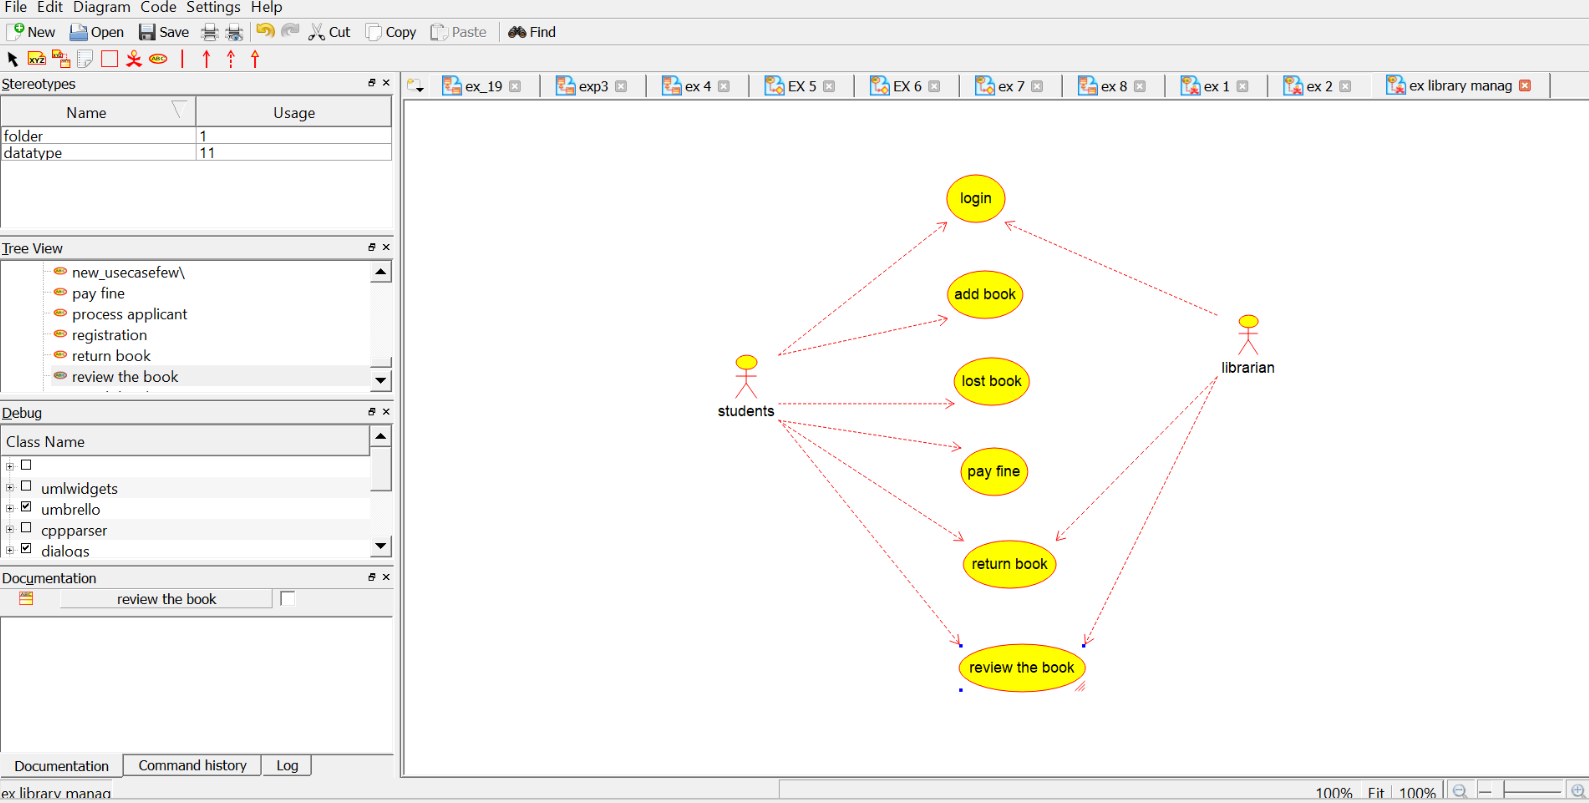 File Edit Diagram Code Settings Help
New Open Save Cut Copy Paste Find
XYZ XYZ ABC
Stereotypes
ex_19 exp3 ex 4 EX 5 EX 6 ex 7 ex 8 ex 1 ex 2 ex library manag
Name Usage
folder 1
datatype 11
Tree View
new_usecasefew\
pay fine
process applicant
registration
return book
review the book
Debug
Class Name
umlwidgets
umbrello
cppparser
dialogs
Documentation
review the book
Documentation Command history Log
ex library manag
login
add book
lost book
pay fine
return book
review the book
students
librarian
100% Fit 100%